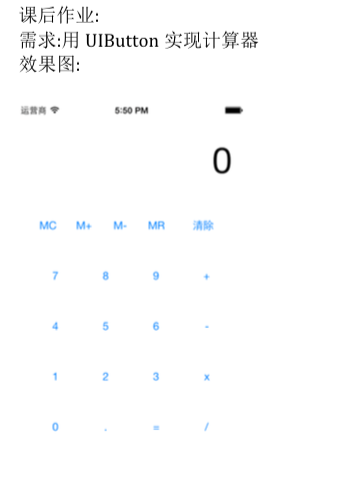 课后作业:
需求:用 UIButton 实现计算器
效果图:
运营商 5:50 PM
0
MC M+ M- MR 清除
7 8 9 +
4 5 6 -
1 2 3 x
0 . = /